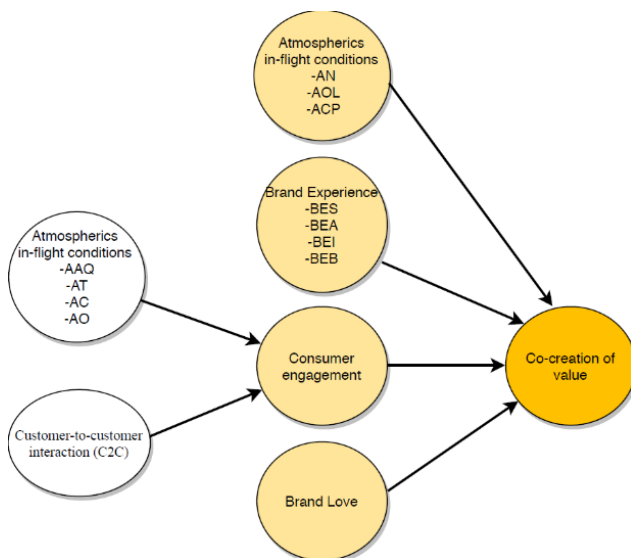 Atmospherics
in-flight conditions
-AN
-AOL
-ACP
Brand Experience
-BES
-BEA
-BEI
-BEB
Atmospherics
in-flight conditions
-AAQ
-AT
-AC
-AO
Consumer
engagement
Co-creation of
value
Customer-to-customer
interaction (C2C)
Brand Love